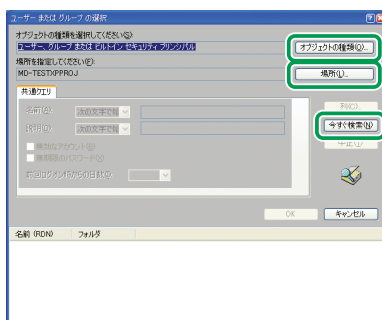 ユーザー または グループ の選択
オブジェクトの種類を選択してください(S):
ユーザー、グループ または ビルトイン セキュリティ プリンシパル
オブジェクトの種類(O)...
場所を指定してください(F):
MD-TESTXPPROJ
場所(L)...
共通クエリ
名前(A): 次の文字で始
説明(D): 次の文字で始
無効なアカウント(B)
無期限のパスワード(X)
前回ログオン時からの日数(I):
列(C)...
今すぐ検索(N)
中止(T)
OK キャンセル
名前 (RDN) フォルダ